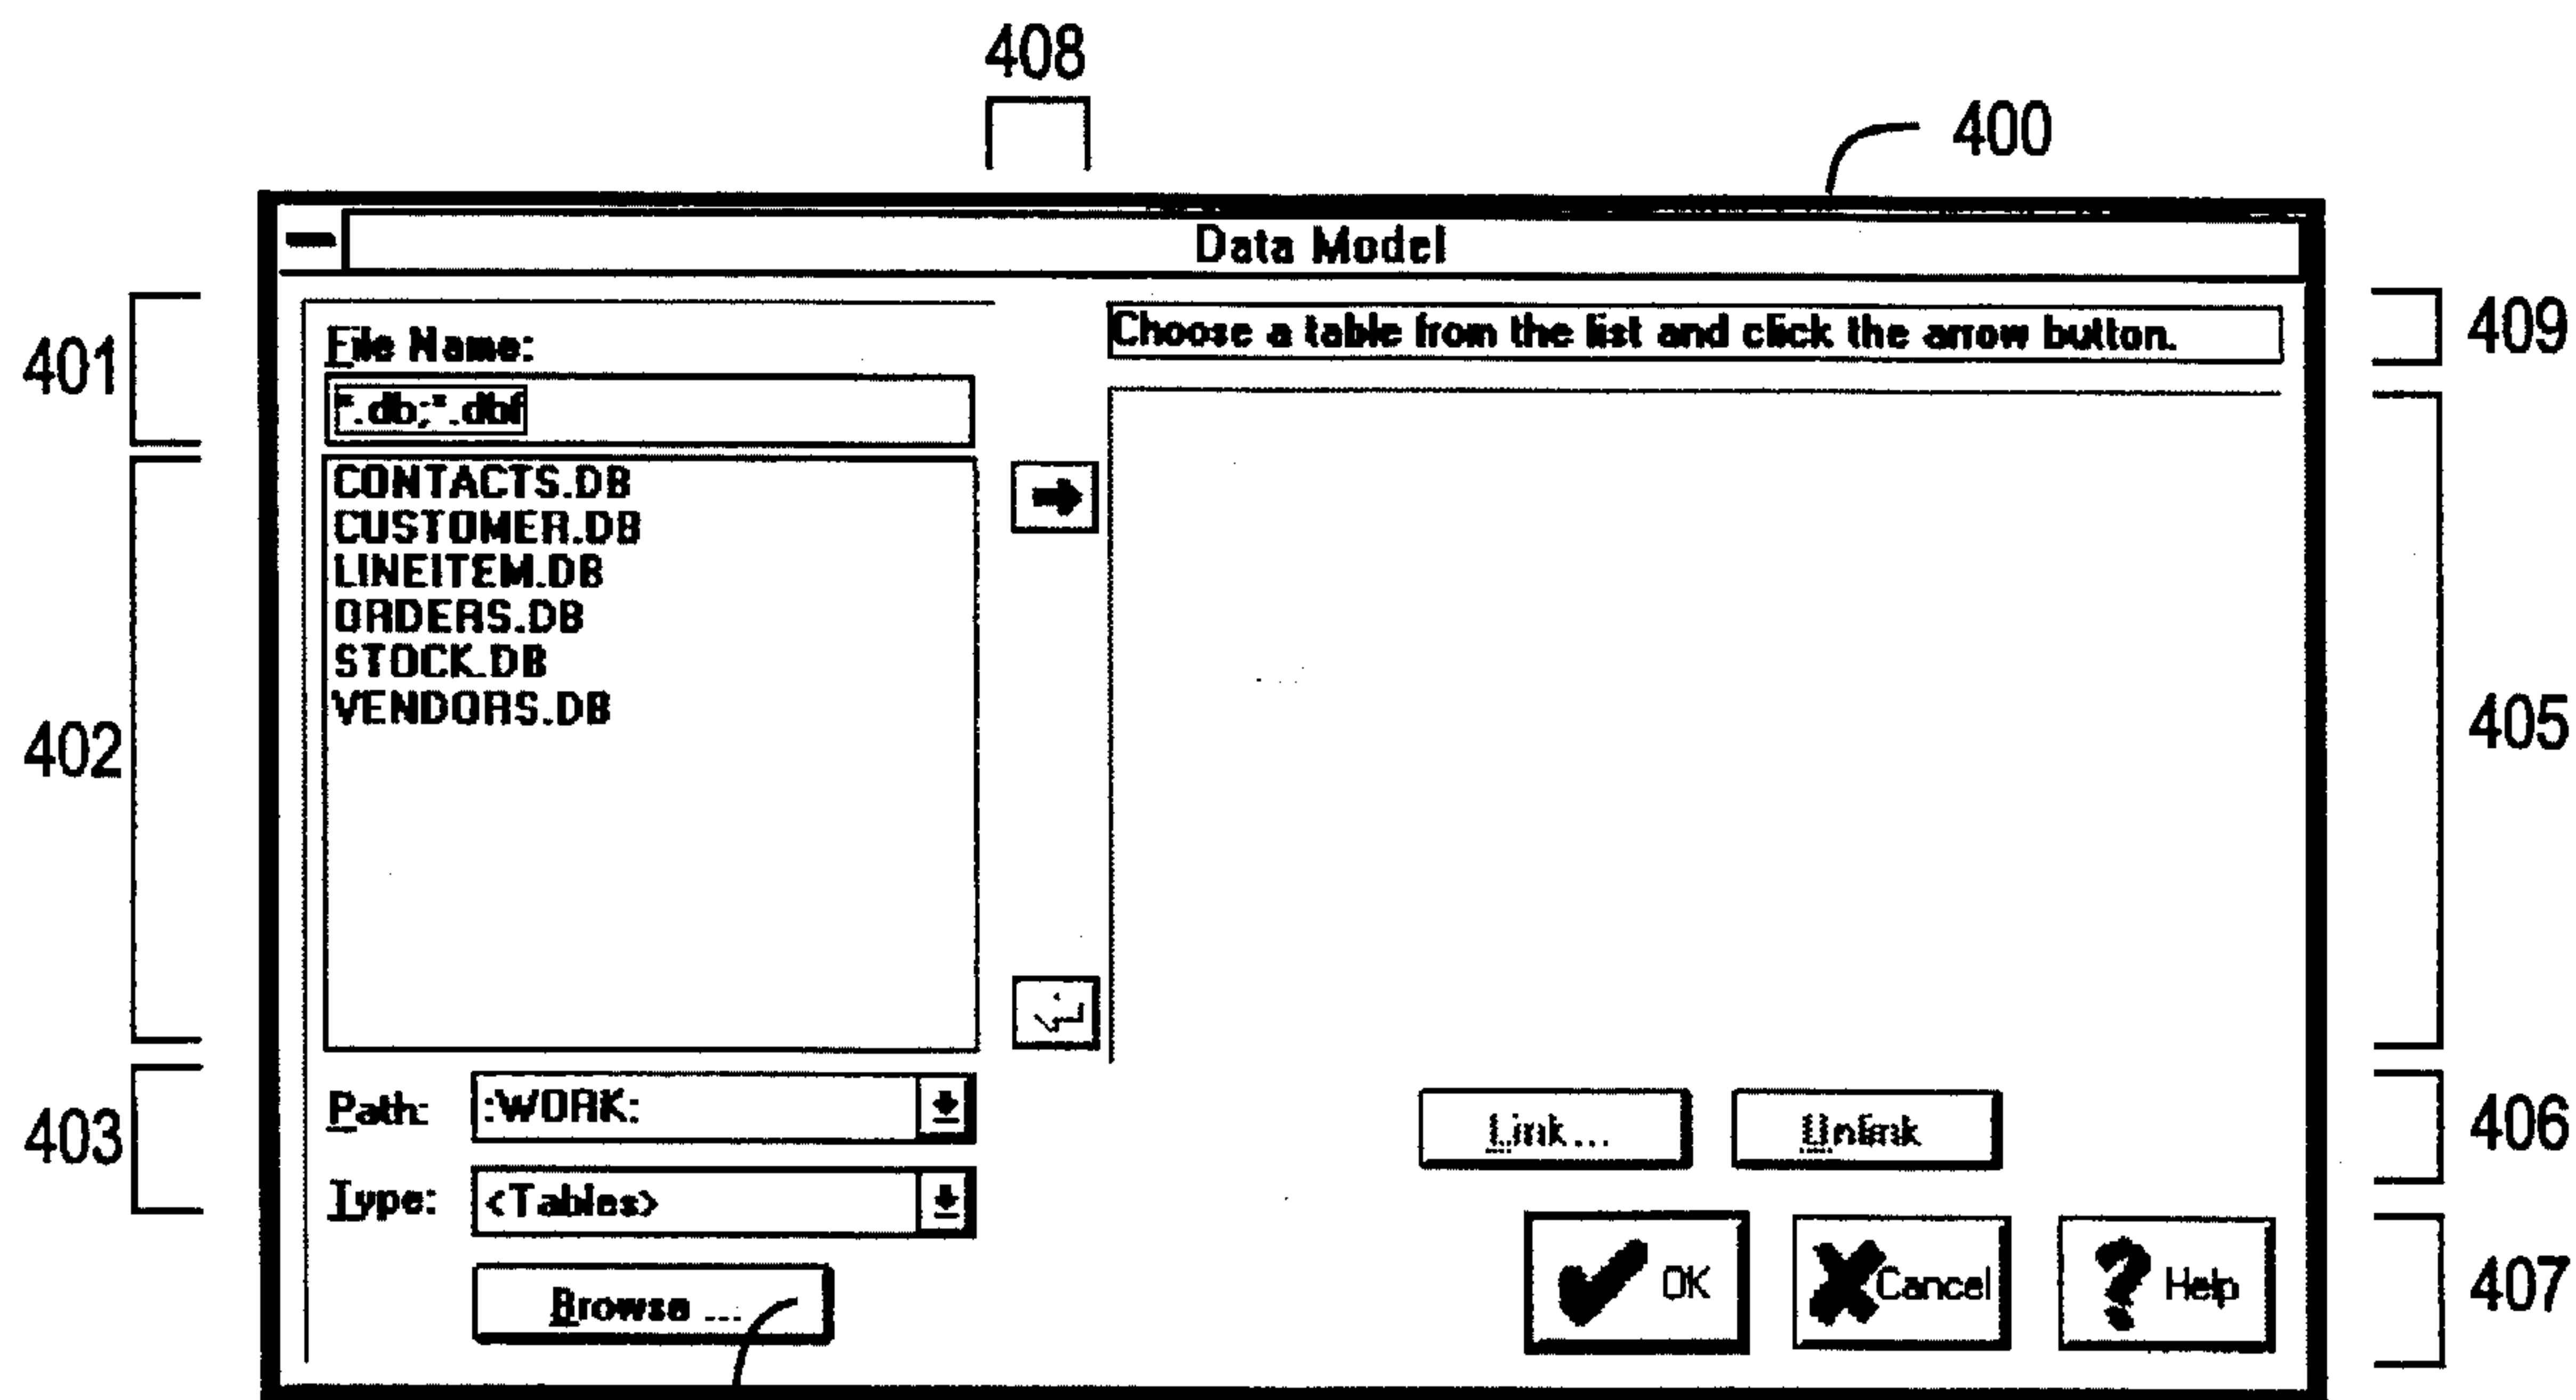 408
400
Data Model
401
File Name:
*.db;*.dbf
Choose a table from the list and click the arrow button.
409
402
CONTACTS.DB
CUSTOMER.DB
LINEITEM.DB
ORDERS.DB
STOCK.DB
VENDORS.DB
405
403
Path: :WORK:
Type: <Tables>
Browse ...
Link... Unlink
406
OK Cancel Help
407